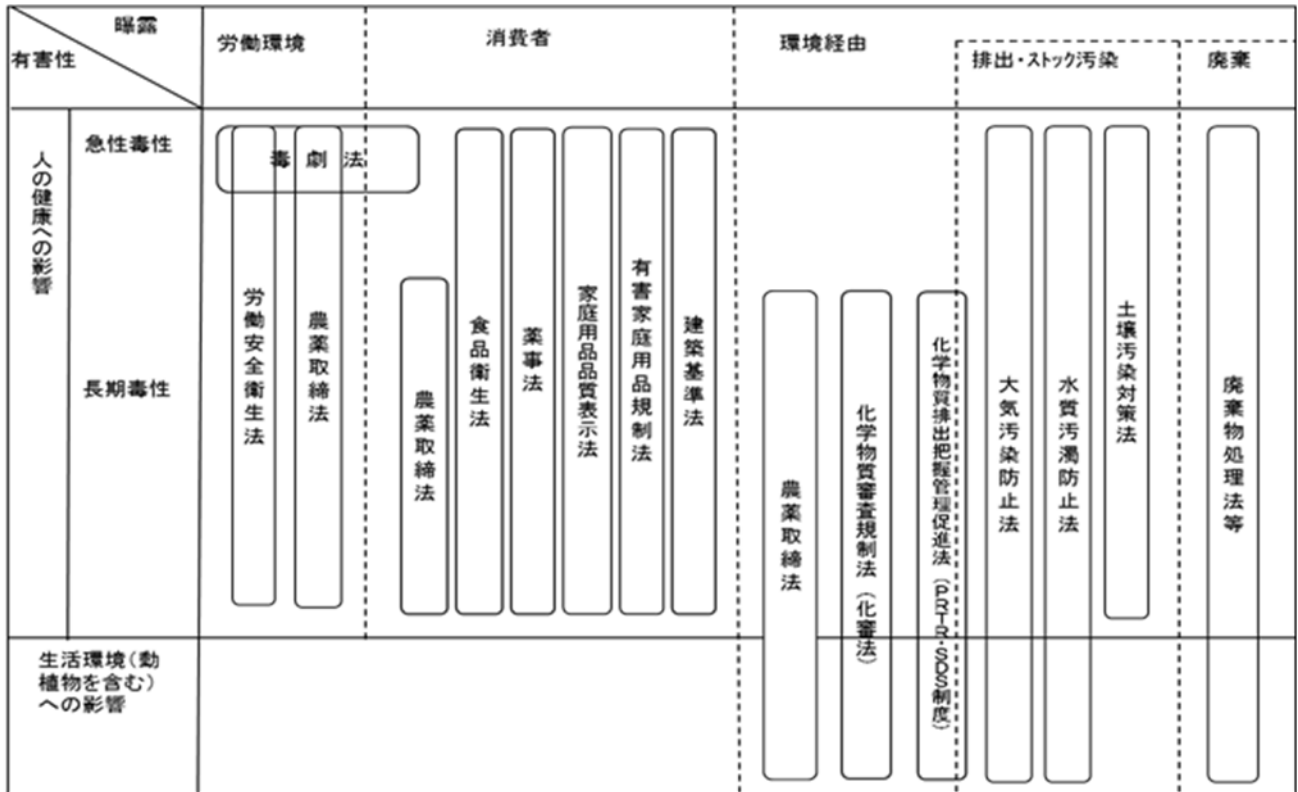 曝露
有害性
労働環境
消費者
環境経由
排出・ストック汚染
廃棄
人の健康への影響
急性毒性
長期毒性
毒劇法
労働安全衛生法
農薬取締法
農薬取締法
食品衛生法
薬事法
家庭用品品質表示法
有害家庭用品規制法
建築基準法
農薬取締法
化学物質審査規制法（化審法）
化学物質排出把握管理促進法（PRTR・SDS制度）
大気汚染防止法
水質汚濁防止法
土壌汚染対策法
廃棄物処理法等
生活環境（動
植物を含む）
への影響